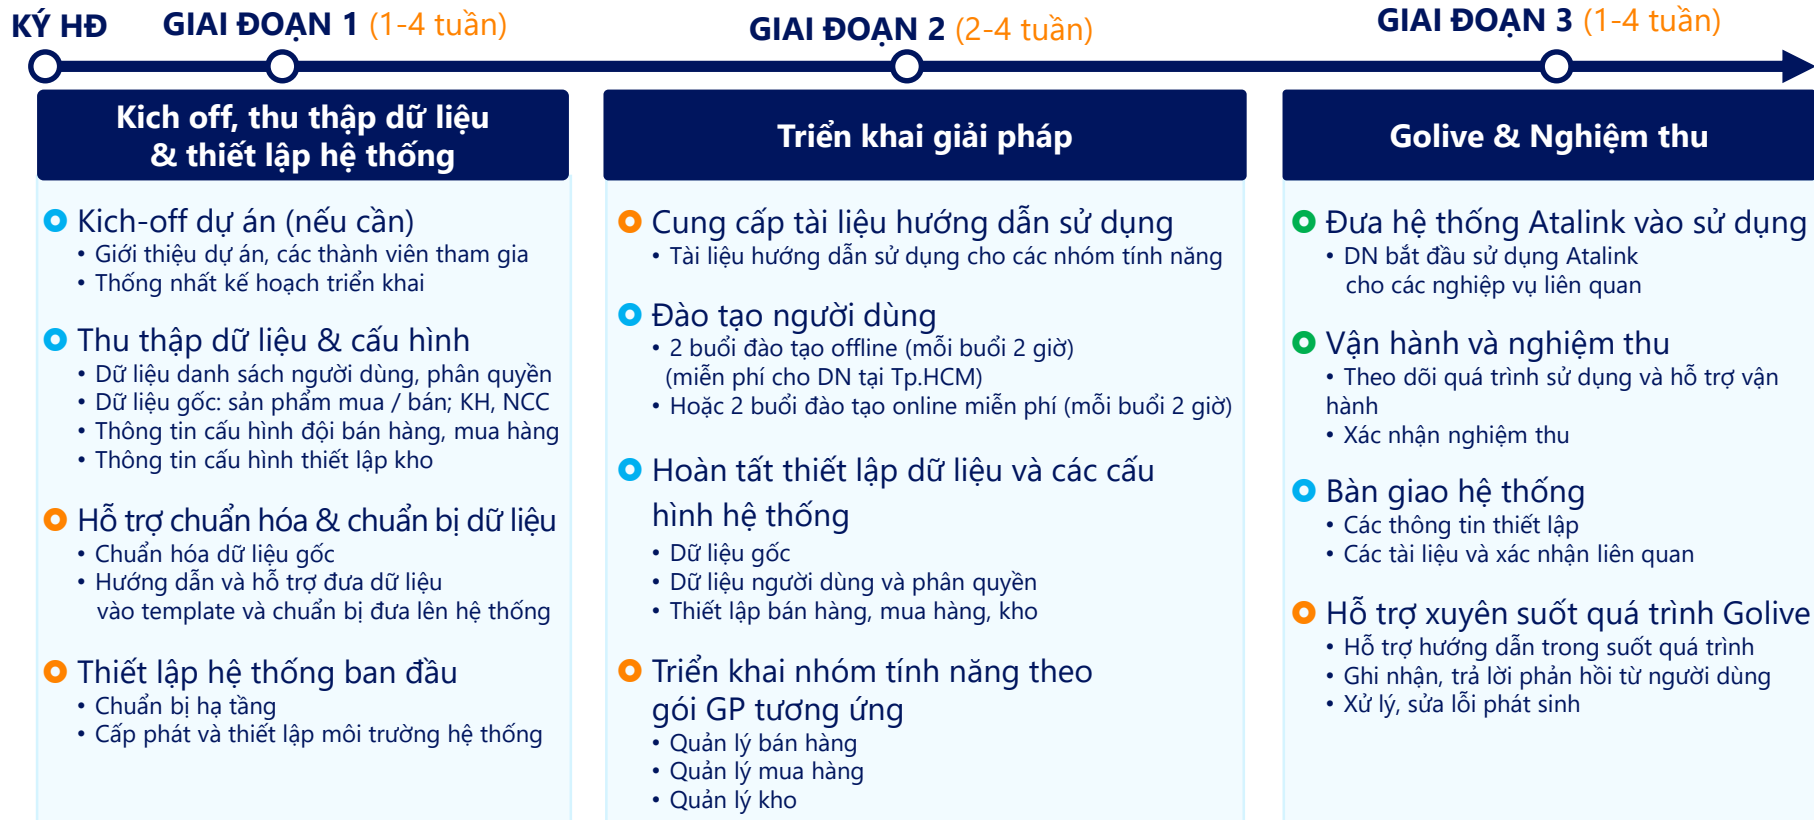 KÝ HĐ
GIAI ĐOẠN 1 (1-4 tuần)
GIAI ĐOẠN 2 (2-4 tuần)
GIAI ĐOẠN 3 (1-4 tuần)
Kich off, thu thập dữ liệu
& thiết lập hệ thống
• Kich-off dự án (nếu cần)
• Giới thiệu dự án, các thành viên tham gia
• Thống nhất kế hoạch triển khai
Thu thập dữ liệu & cấu hình
• Dữ liệu danh sách người dùng, phân quyền
• Dữ liệu gốc: sản phẩm mua / bán; KH, NCC
• Thông tin cấu hình đội bán hàng, mua hàng
• Thông tin cấu hình thiết lập kho
Hỗ trợ chuẩn hóa & chuẩn bị dữ liệu
• Chuẩn hóa dữ liệu gốc
• Hướng dẫn và hỗ trợ đưa dữ liệu
vào template và chuẩn bị đưa lên hệ thống
Thiết lập hệ thống ban đầu
• Chuẩn bị hạ tầng
• Cấp phát và thiết lập môi trường hệ thống
Triển khai giải pháp
Cung cấp tài liệu hướng dẫn sử dụng
• Tài liệu hướng dẫn sử dụng cho các nhóm tính năng
Đào tạo người dùng
• 2 buổi đào tạo offline (mỗi buổi 2 giờ)
(miễn phí cho DN tại Tp.HCM)
• Hoặc 2 buổi đào tạo online miễn phí (mỗi buổi 2 giờ)
Hoàn tất thiết lập dữ liệu và các cấu
hình hệ thống
• Dữ liệu gốc
• Dữ liệu người dùng và phân quyền
• Thiết lập bán hàng, mua hàng, kho
Triển khai nhóm tính năng theo
gói GP tương ứng
• Quản lý bán hàng
• Quản lý mua hàng
• Quản lý kho
Golive & Nghiệm thu
Đưa hệ thống Atalink vào sử dụng
• DN bắt đầu sử dụng Atalink
cho các nghiệp vụ liên quan
Vận hành và nghiệm thu
• Theo dõi quá trình sử dụng và hỗ trợ vận
hành
• Xác nhận nghiệm thu
Bàn giao hệ thống
• Các thông tin thiết lập
• Các tài liệu và xác nhận liên quan
Hỗ trợ xuyên suốt quá trình Golive
• Hỗ trợ hướng dẫn trong suốt quá trình
• Ghi nhận, trả lời phản hồi từ người dùng
• Xử lý, sửa lỗi phát sinh